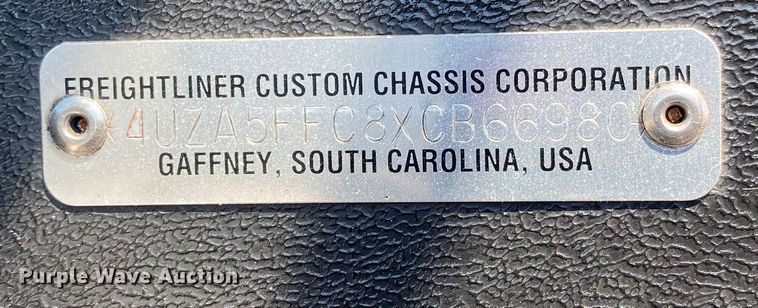 FREIGHTLINER CUSTOM CHASSIS CORPORATION
*4UZA5FFC8XCB66980*
GAFFNEY, SOUTH CAROLINA, USA
Purple Wave Auction